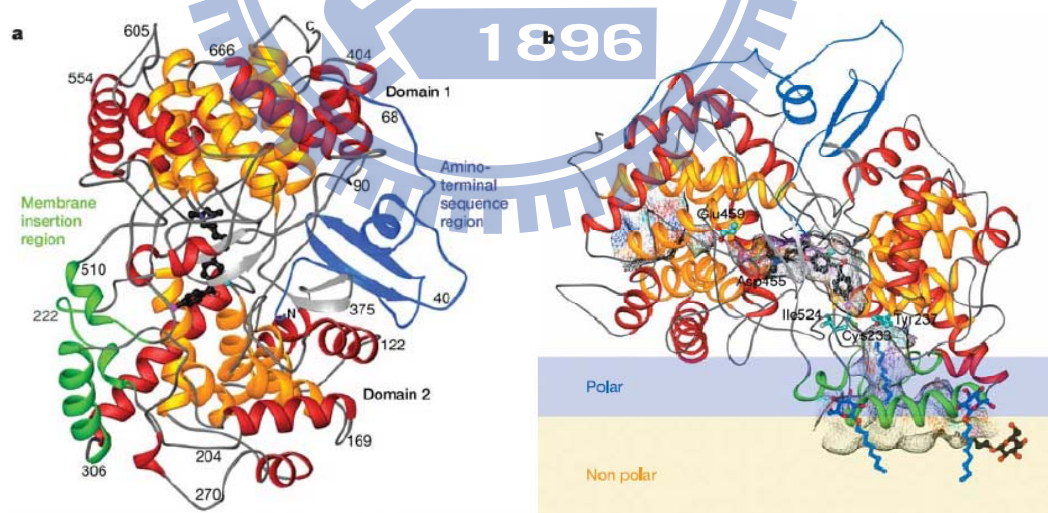 a
605
666
C
404
554
Domain 1
68
90
Amino-
terminal
sequence
region
Membrane
insertion
region
510
222
40
375
N
122
Domain 2
169
204
306
270
1896
b
Glu459
Asp455
Ile524
Tyr237
Cys233
Polar
Non polar